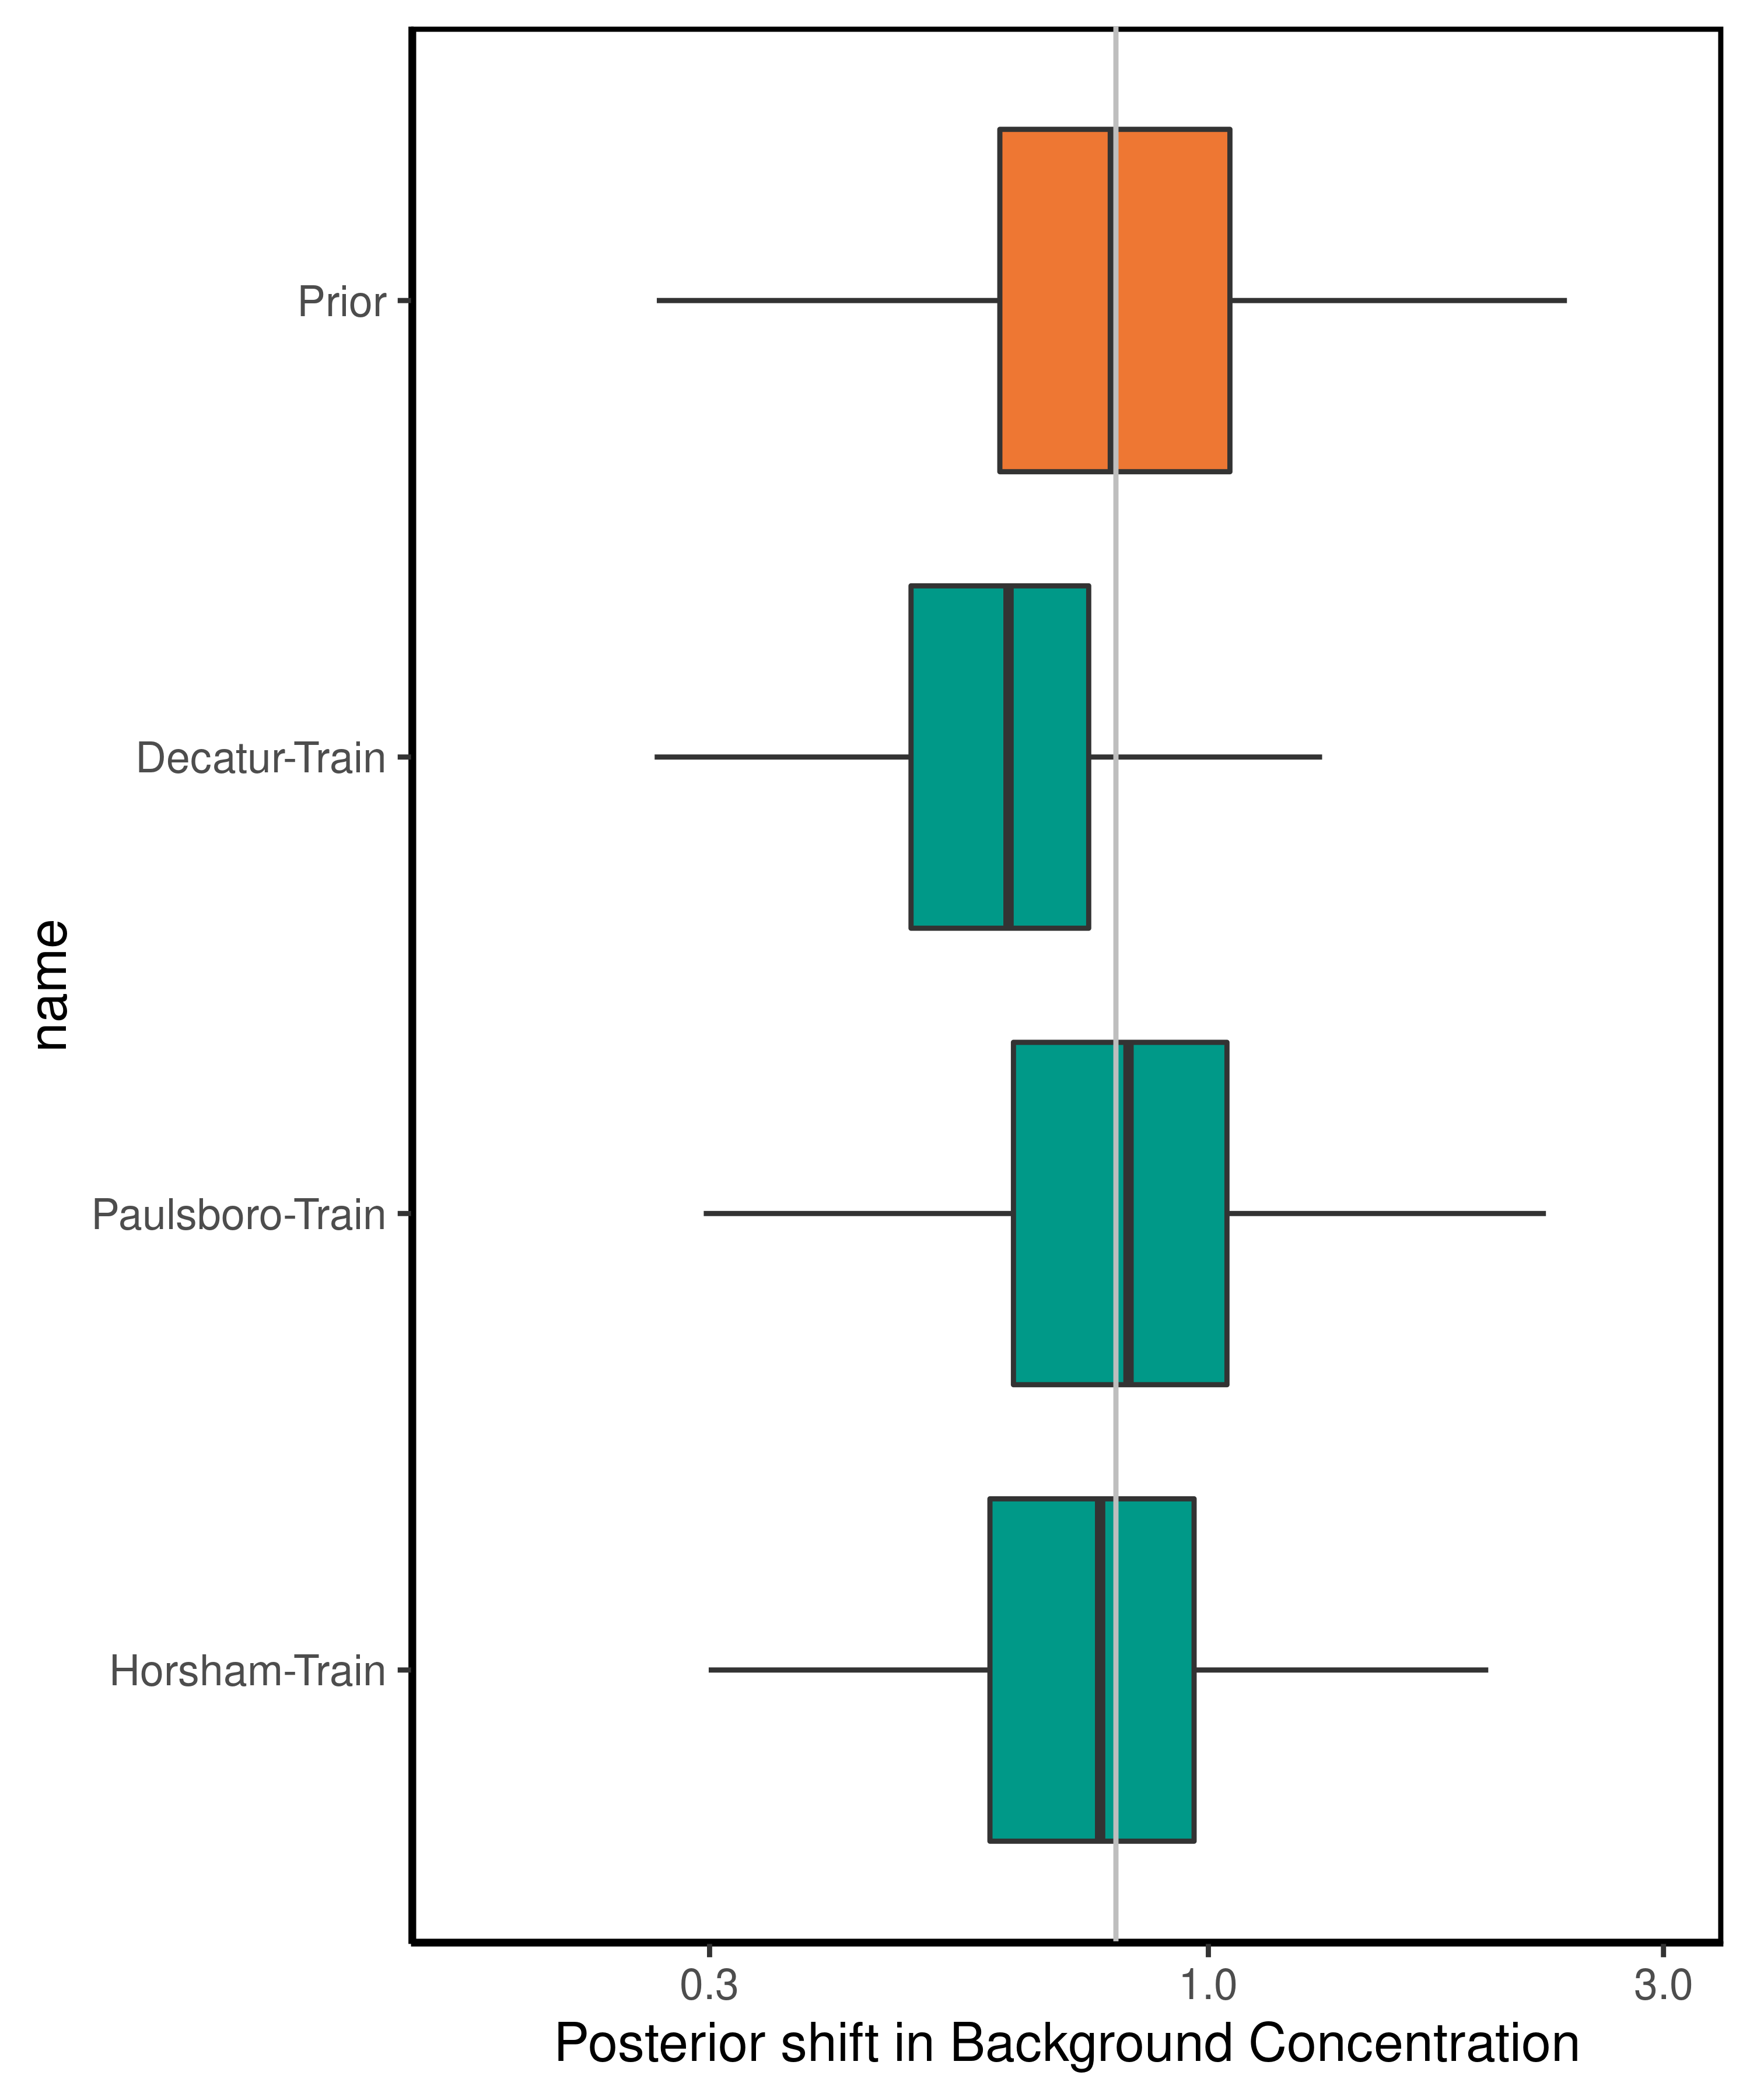 Prior
Decatur-Train
name
Paulsboro-Train
Horsham-Train
0.3 1.0 3.0
Posterior shift in Background Concentration